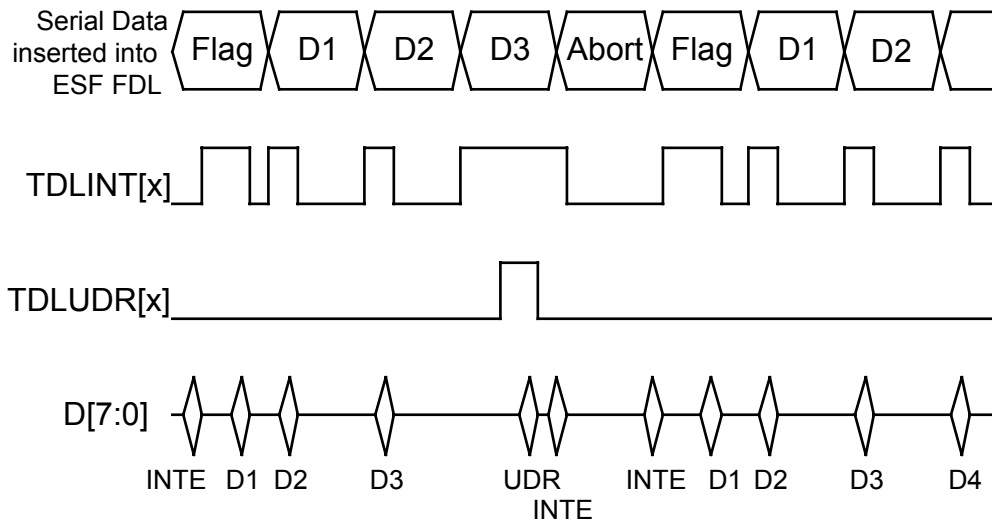 Serial Data
inserted into
ESF FDL
Flag D1 D2 D3 Abort Flag D1 D2
TDLINT[x]
TDLUDR[x]
D[7:0]
INTE D1 D2 D3 UDR INTE D1 D2 D3 D4
INTE